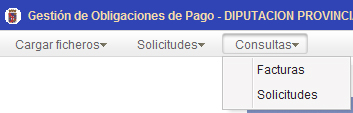 Gestión de Obligaciones de Pago - DIPUTACION PROVINCI
Cargar ficheros Solicitudes Consultas
Facturas
Solicitudes